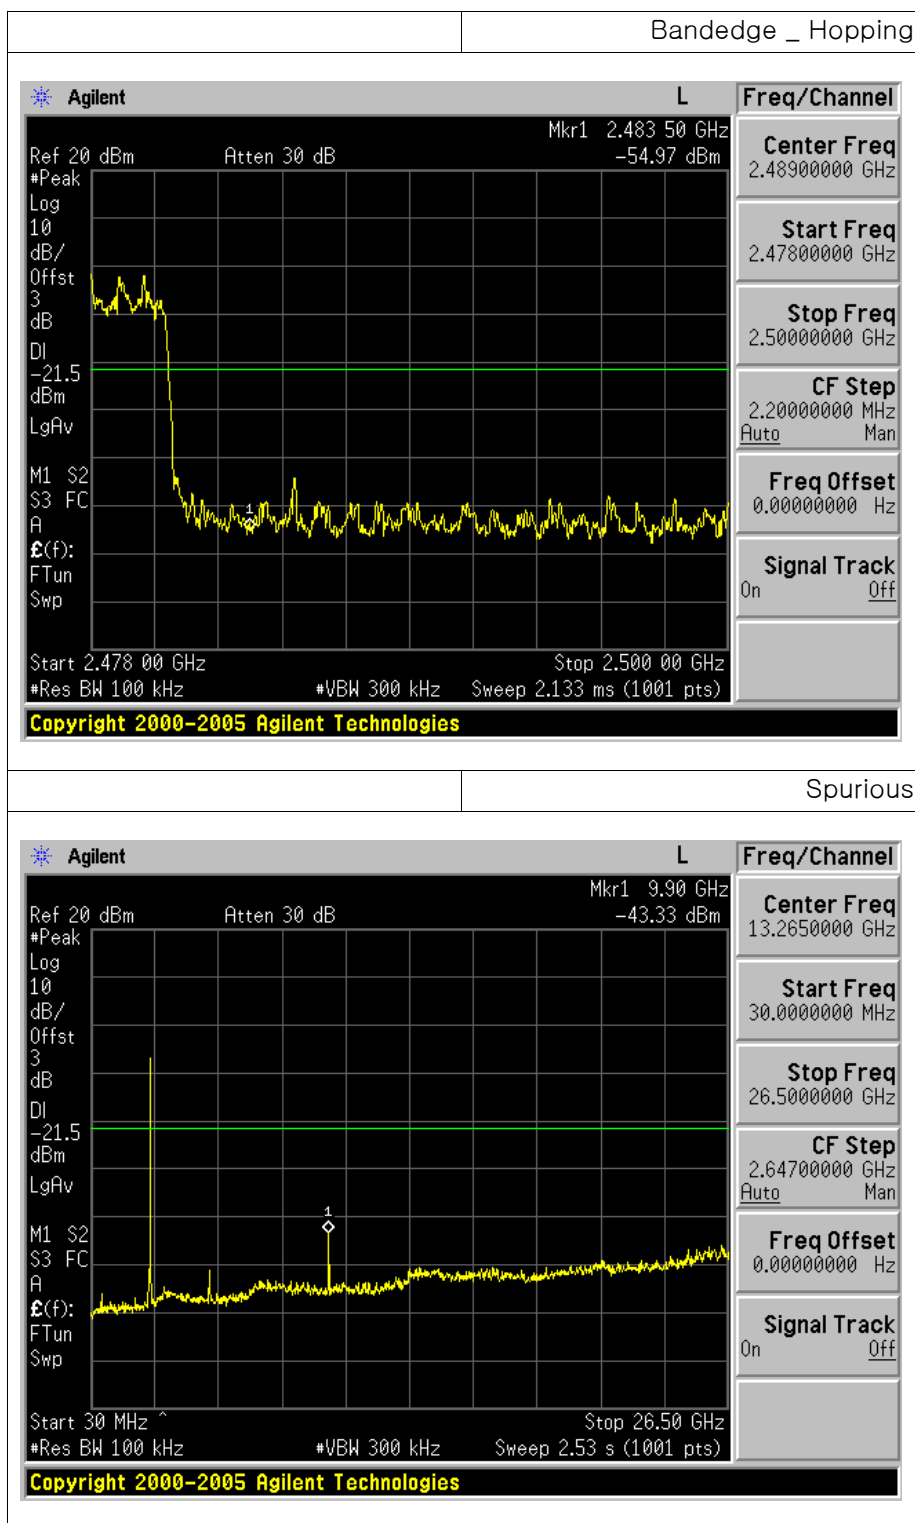 Bandedge _ Hopping
Agilent L Freq/Channel
Mkr1 2.483 50 GHz
Ref 20 dBm Atten 30 dB -54.97 dBm
#Peak
Log
10
dB/
Offst
3
dB
DI
-21.5
dBm
LgAv
M1 S2
S3 FC
A
£(f):
FTun
Swp
1
Start 2.478 00 GHz Stop 2.500 00 GHz
#Res BW 100 kHz #VBW 300 kHz Sweep 2.133 ms (1001 pts)
Center Freq
2.48900000 GHz
Start Freq
2.47800000 GHz
Stop Freq
2.50000000 GHz
CF Step
2.20000000 MHz
Auto Man
Freq Offset
0.00000000 Hz
Signal Track
On Off
Copyright 2000-2005 Agilent Technologies
Spurious
Agilent L Freq/Channel
Mkr1 9.90 GHz
Ref 20 dBm Atten 30 dB -43.33 dBm
#Peak
Log
10
dB/
Offst
3
dB
DI
-21.5
dBm
LgAv
M1 S2
S3 FC
A
£(f):
FTun
Swp
1
Start 30 MHz ^ Stop 26.50 GHz
#Res BW 100 kHz #VBW 300 kHz Sweep 2.53 s (1001 pts)
Center Freq
13.2650000 GHz
Start Freq
30.0000000 MHz
Stop Freq
26.5000000 GHz
CF Step
2.64700000 GHz
Auto Man
Freq Offset
0.00000000 Hz
Signal Track
On Off
Copyright 2000-2005 Agilent Technologies